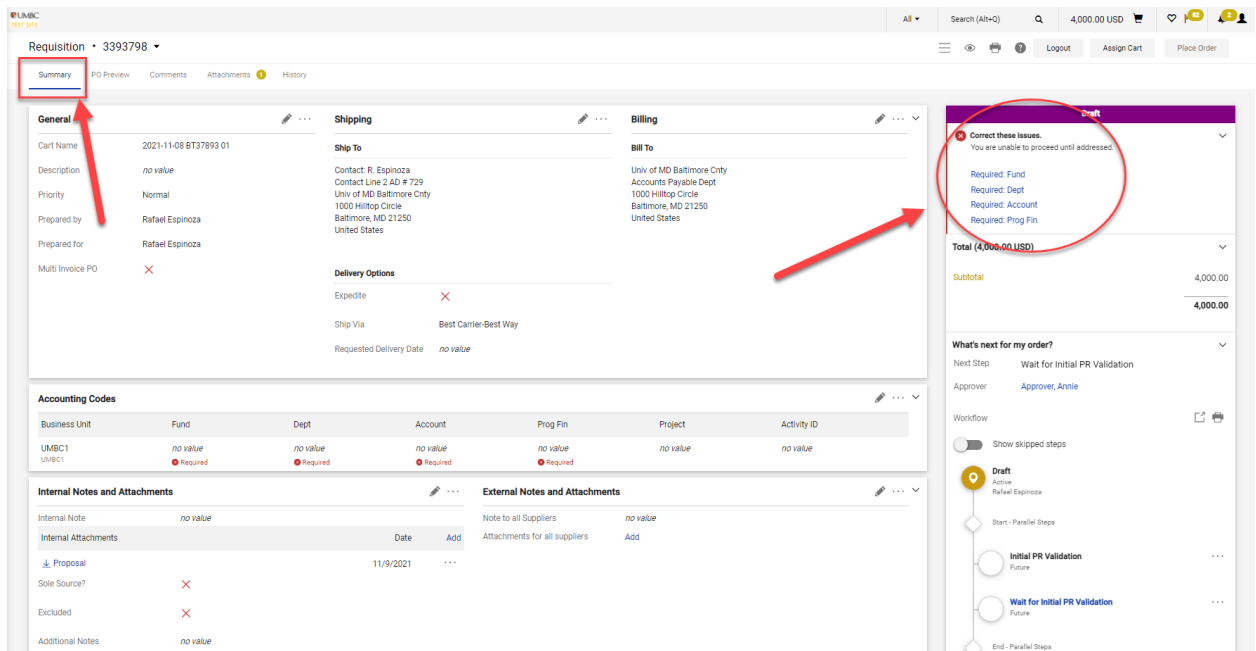 UMBC
TEST SITE
All
Search (Alt+Q)
4,000.00 USD
62
2
Requisition • 3393798
?
Logout
Assign Cart
Place Order
Summary
PO Preview
Comments
Attachments 1
History
General
Cart Name 2021-11-08 BT37893 01
Description no value
Priority Normal
Prepared by Rafael Espinoza
Prepared for Rafael Espinoza
Multi Invoice PO
Shipping
Ship To
Contact: R. Espinoza
Contact Line 2 AD # 729
Univ of MD Baltimore Cnty
1000 Hilltop Circle
Baltimore, MD 21250
United States
Delivery Options
Expedite
Ship Via Best Carrier-Best Way
Requested Delivery Date no value
Billing
Bill To
Univ of MD Baltimore Cnty
Accounts Payable Dept
1000 Hilltop Circle
Baltimore, MD 21250
United States
Accounting Codes
Business Unit Fund Dept Account Prog Fin Project Activity ID
UMBC1 no value no value no value no value no value no value
UMBC1 Required Required Required Required
Internal Notes and Attachments
Internal Note no value
Internal Attachments Date Add
Proposal 11/9/2021
Sole Source?
Excluded
Additional Notes no value
External Notes and Attachments
Note to all Suppliers no value
Attachments for all suppliers Add
Draft
Correct these issues.
You are unable to proceed until addressed.
Required: Fund
Required: Dept
Required: Account
Required: Prog Fin
Total (4,000.00 USD)
Subtotal 4,000.00
4,000.00
What's next for my order?
Next Step Wait for Initial PR Validation
Approver Approver, Annie
Workflow
Show skipped steps
Draft
Active
Rafael Espinoza
Start - Parallel Steps
Initial PR Validation
Future
Wait for Initial PR Validation
Future
End - Parallel Steps